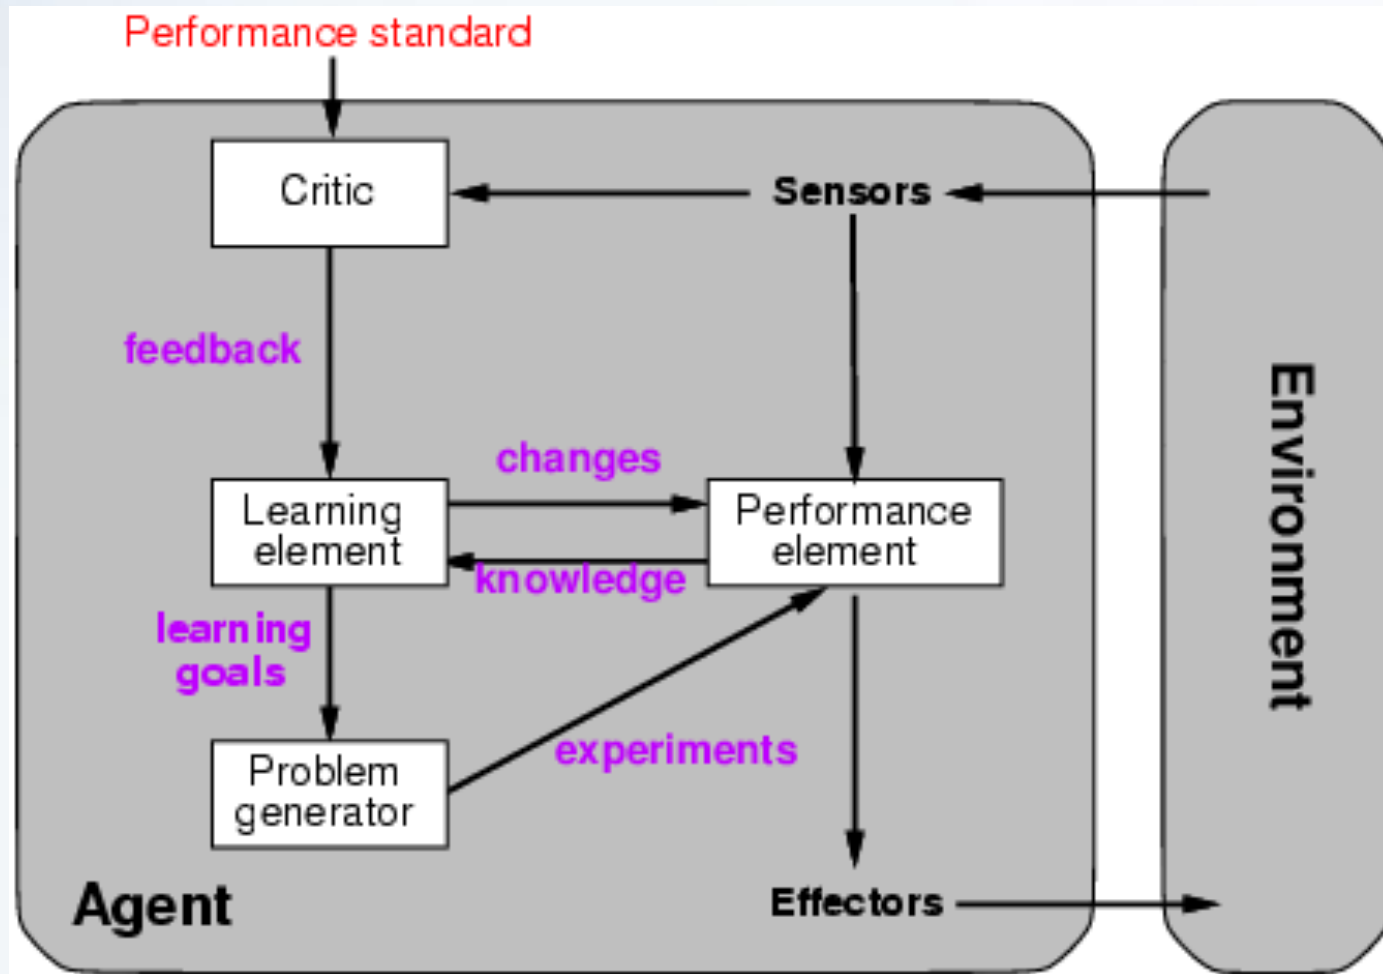 Performance standard
Critic
Sensors
feedback
changes
Learning
element
Performance
element
knowledge
learning
goals
experiments
Problem
generator
Agent
Effectors
Environment